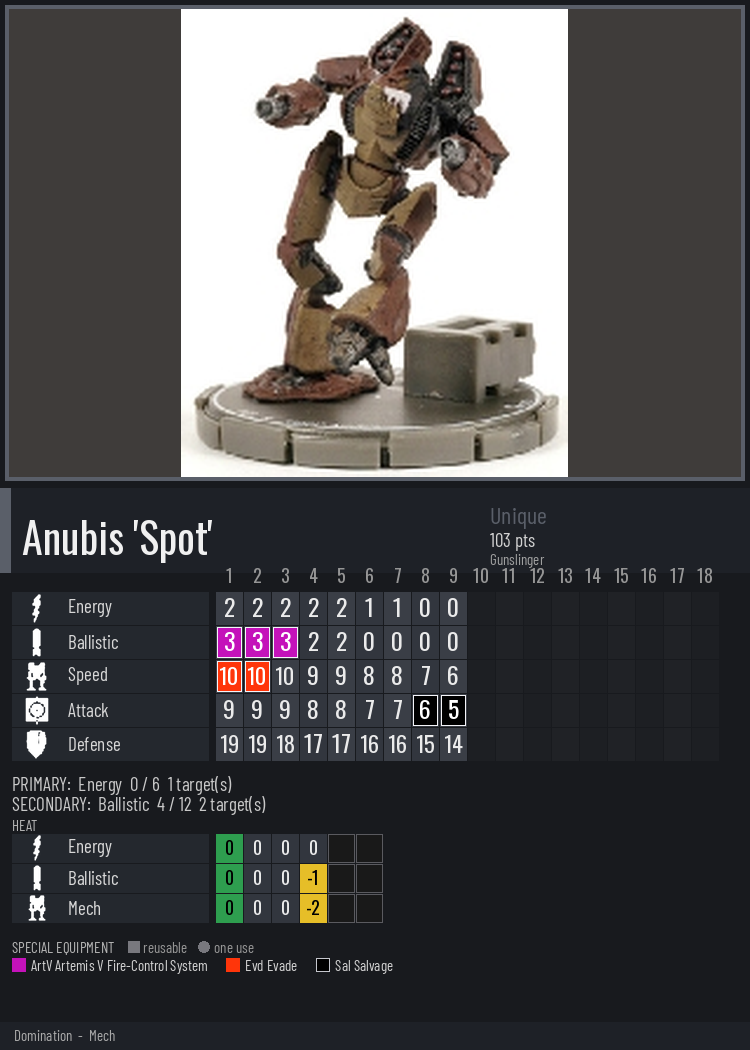 Anubis 'Spot'
Unique
103 pts
Gunslinger
1 2 3 4 5 6 7 8 9 10 11 12 13 14 15 16 17 18
Energy 2 2 2 2 2 1 1 0 0
Ballistic 3 3 3 2 2 0 0 0 0
Speed 10 10 10 9 9 8 8 7 6
Attack 9 9 9 8 8 7 7 6 5
Defense 19 19 18 17 17 16 16 15 14
PRIMARY: Energy 0 / 6 1 target(s)
SECONDARY: Ballistic 4 / 12 2 target(s)
HEAT
Energy 0 0 0 0
Ballistic 0 0 0 -1
Mech 0 0 0 -2
SPECIAL EQUIPMENT reusable one use
ArtV Artemis V Fire-Control System Evd Evade Sal Salvage
Domination - Mech